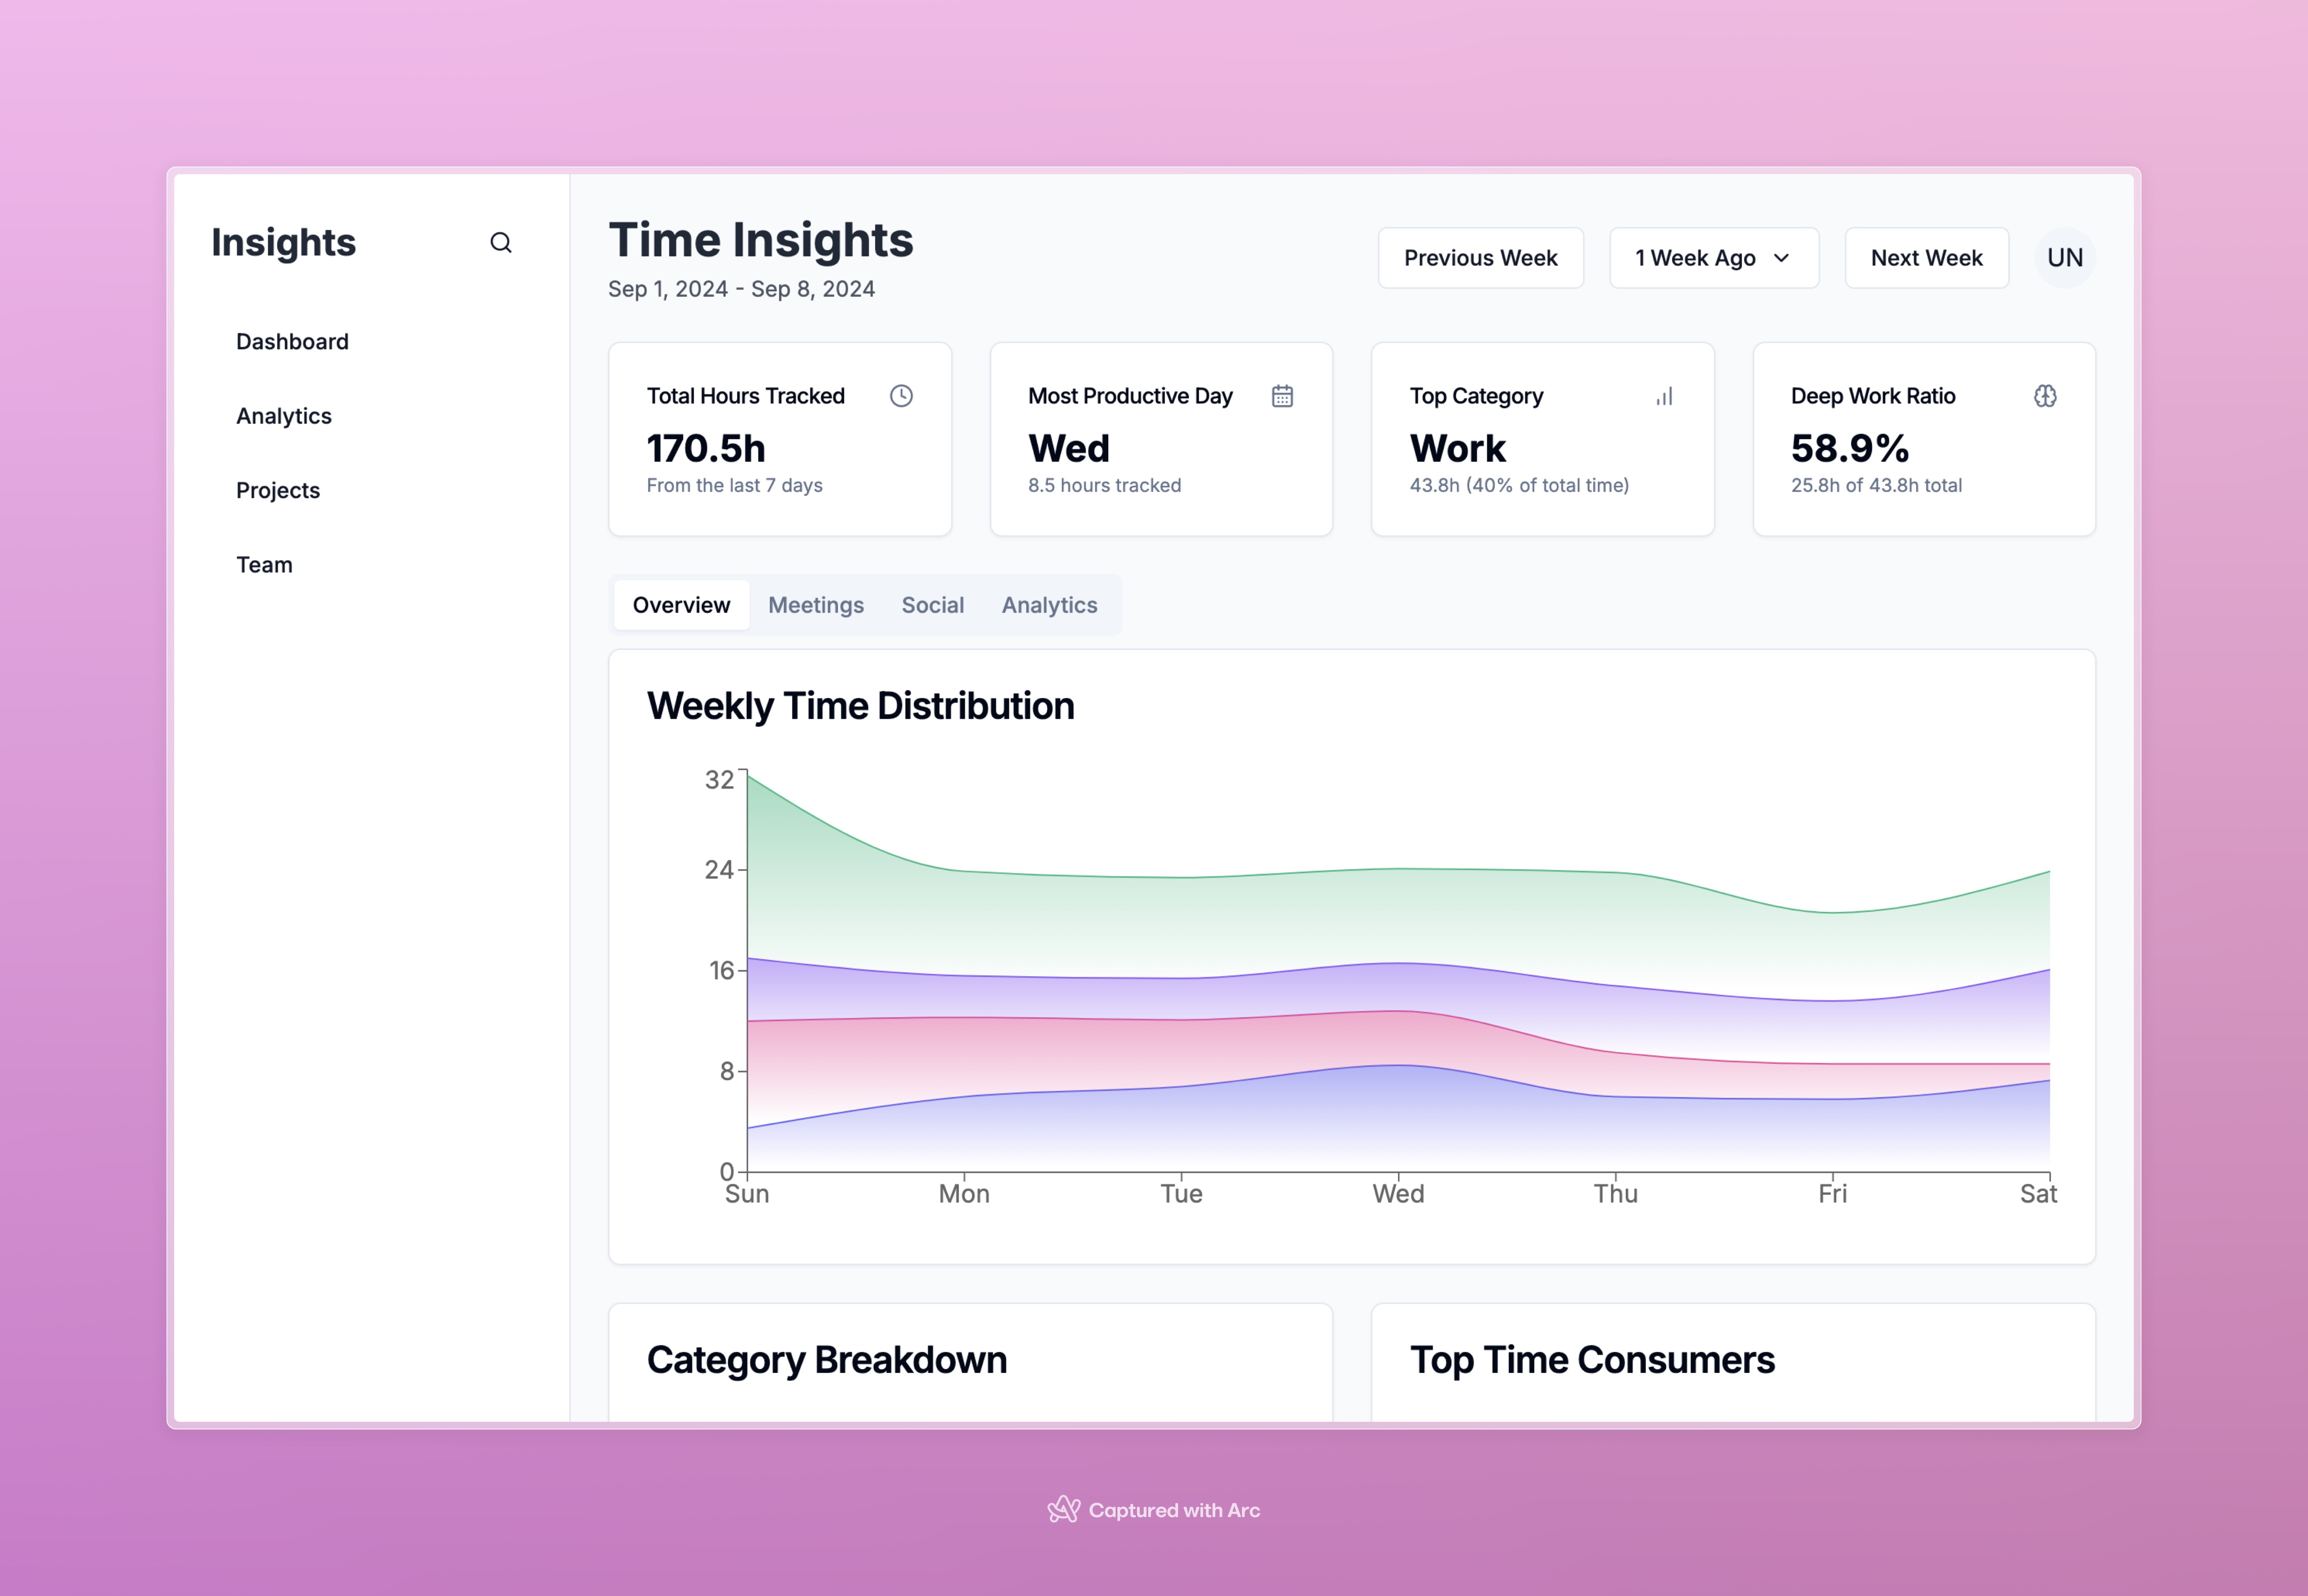 Insights
Dashboard
Analytics
Projects
Team
Time Insights
Sep 1, 2024 - Sep 8, 2024
Previous Week
1 Week Ago
Next Week
UN
Total Hours Tracked
170.5h
From the last 7 days
Most Productive Day
Wed
8.5 hours tracked
Top Category
Work
43.8h (40% of total time)
Deep Work Ratio
58.9%
25.8h of 43.8h total
Overview Meetings Social Analytics
Weekly Time Distribution
32
24
16
8
0
Sun Mon Tue Wed Thu Fri Sat
Category Breakdown
Top Time Consumers
Captured with Arc